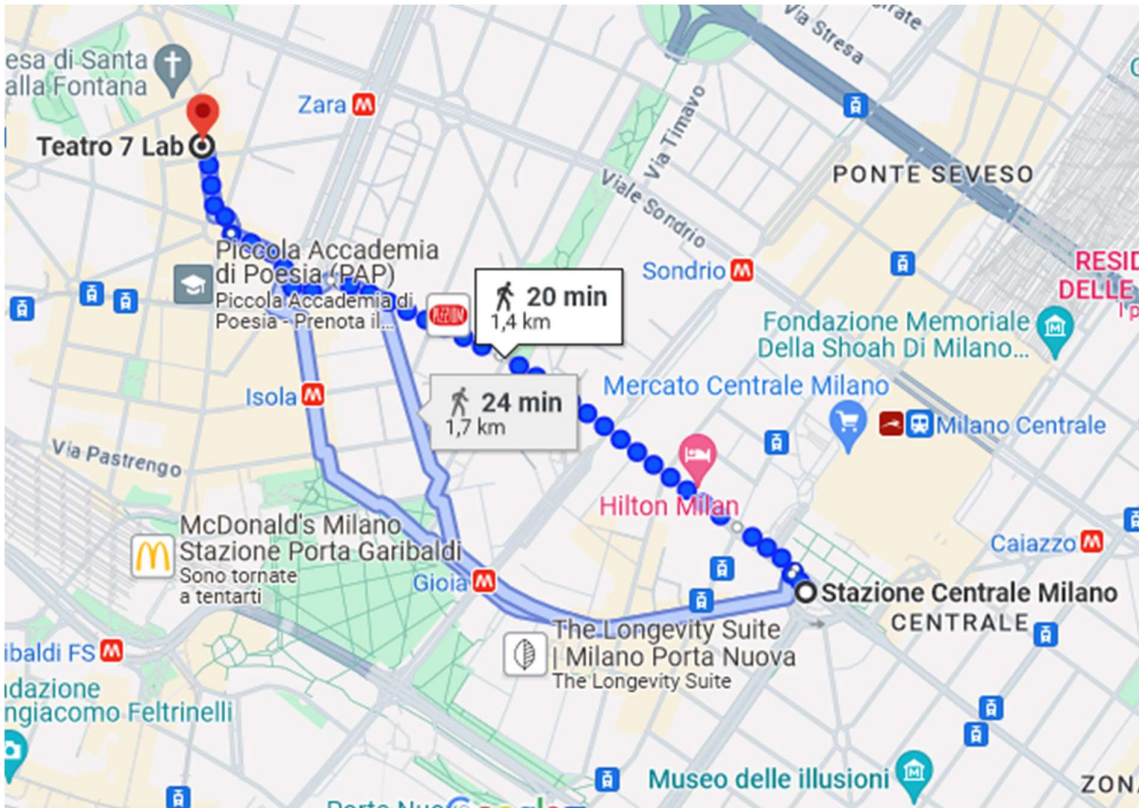 Via Stresa
esa di Santa
alla Fontana
Zara M
Teatro 7 Lab
Via Timavo
PONTE SEVESO
Viale Sondrio
Piccola Accademia
di Poesia (PAP)
Piccola Accademia di
Poesia - Prenota il...
Sondrio M
RESID
DELLE
I p
20 min
1,4 km
Fondazione Memoriale
Della Shoah Di Milano...
24 min
1,7 km
Mercato Centrale Milano
Isola M
Milano Centrale
Via Pastrengo
Hilton Milan
McDonald's Milano
Stazione Porta Garibaldi
Sono tornate
a tentarti
Gioia M
Caiazzo M
Stazione Centrale Milano
CENTRALE
The Longevity Suite
| Milano Porta Nuova
The Longevity Suite
ibaldi FS M
ndazione
ngiacomo Feltrinelli
Museo delle illusioni
ZON